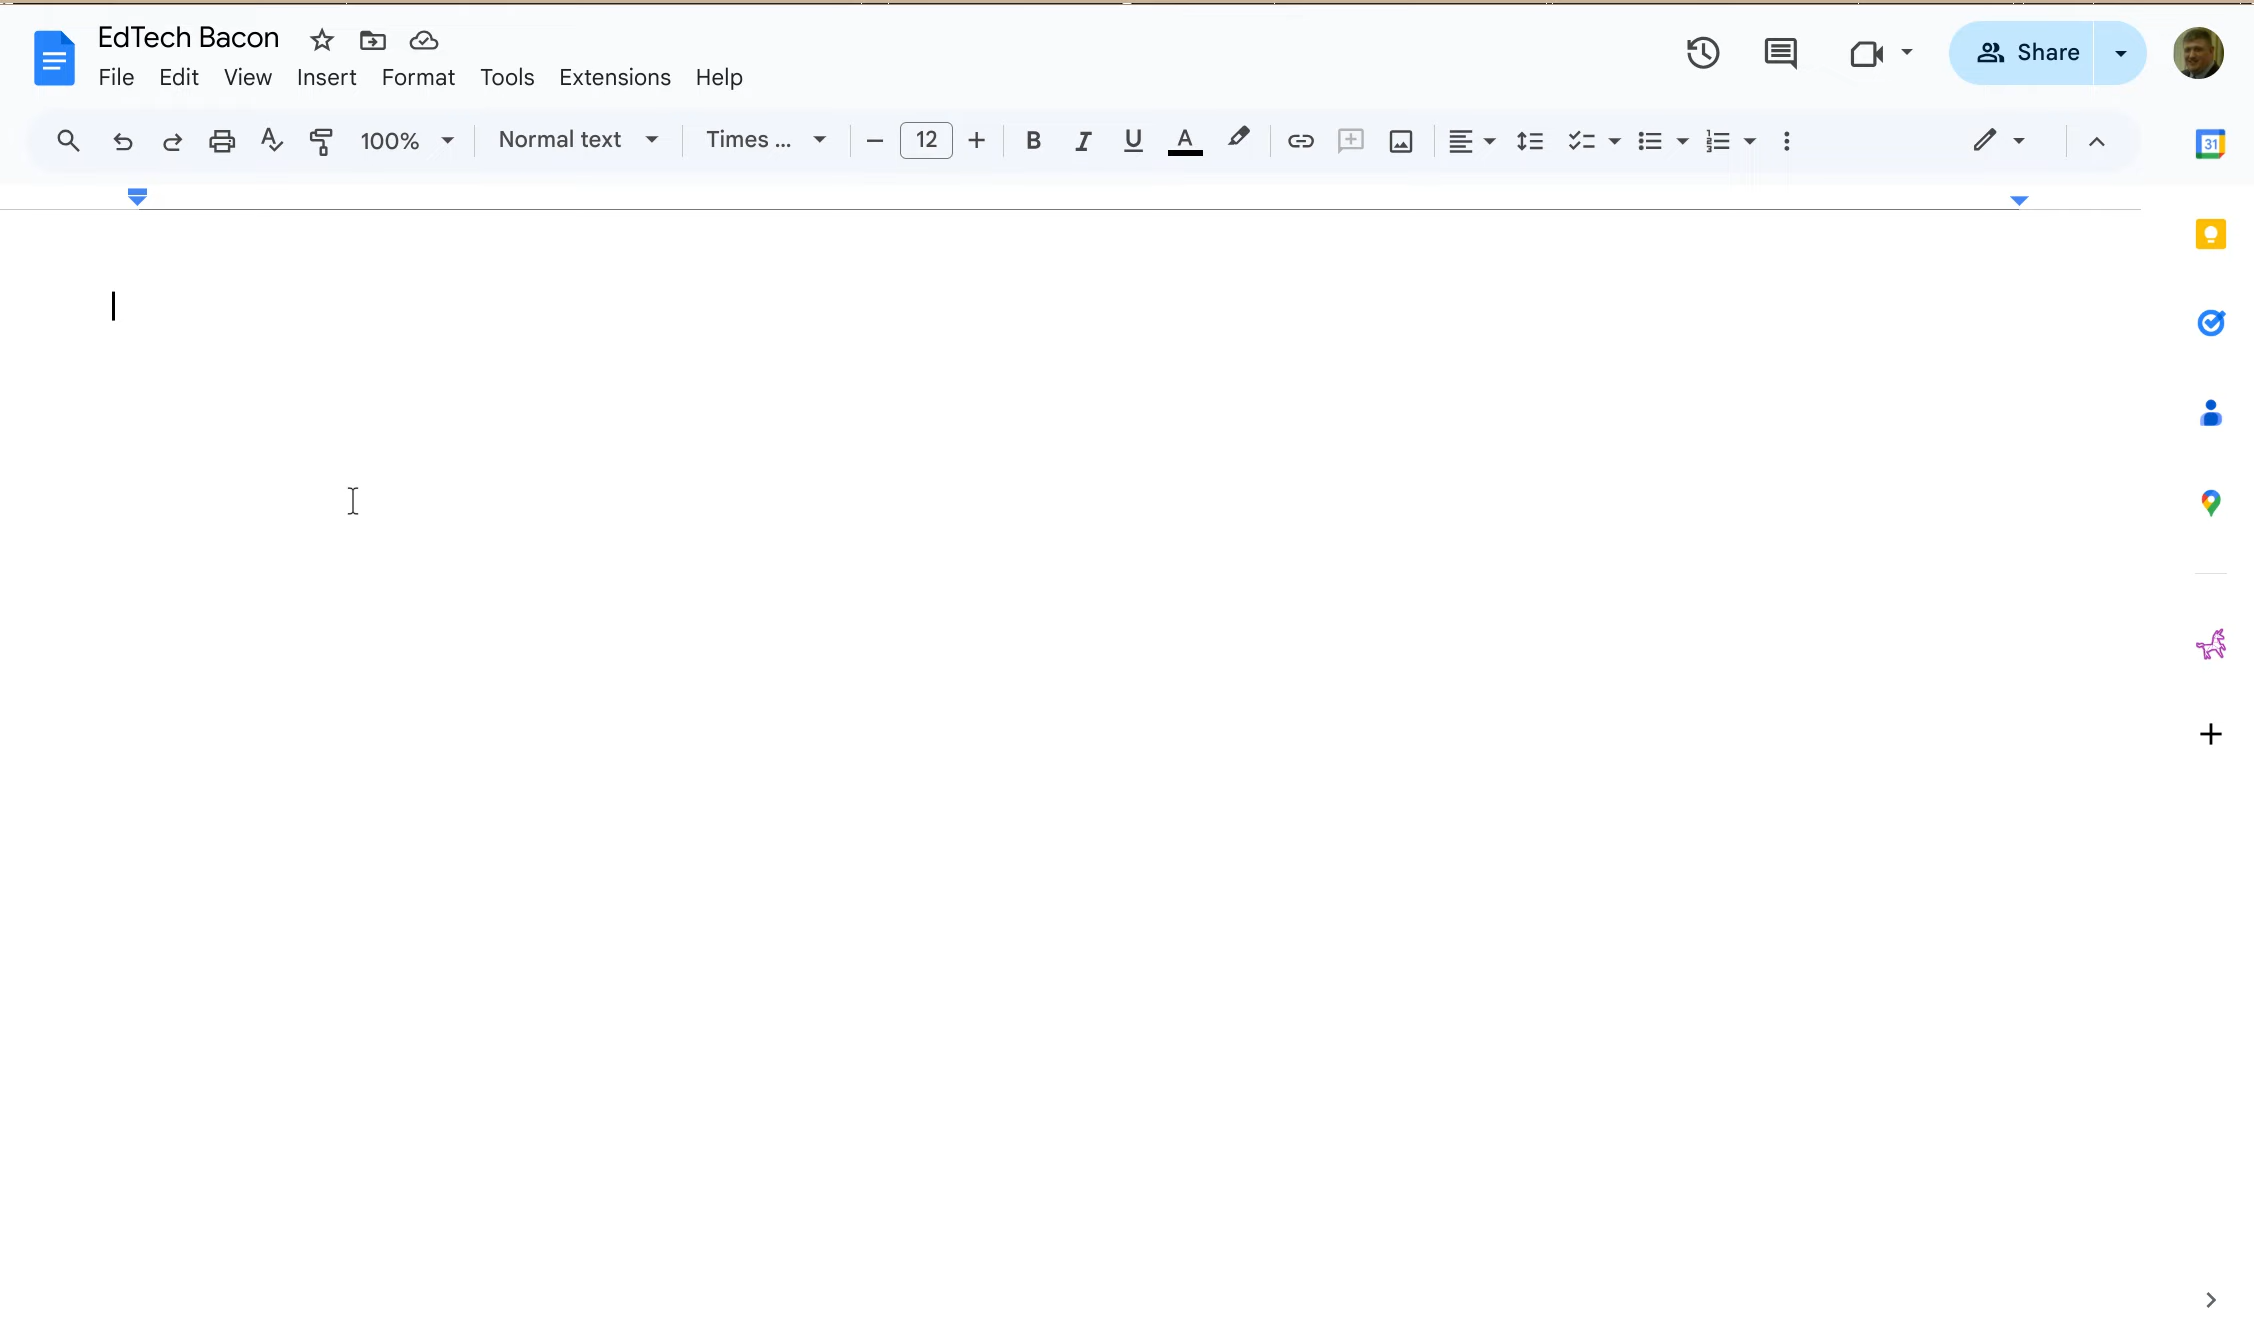 EdTech Bacon
File Edit View Insert Format Tools Extensions Help
Share
100% Normal text Times ... 12 B I U A
31